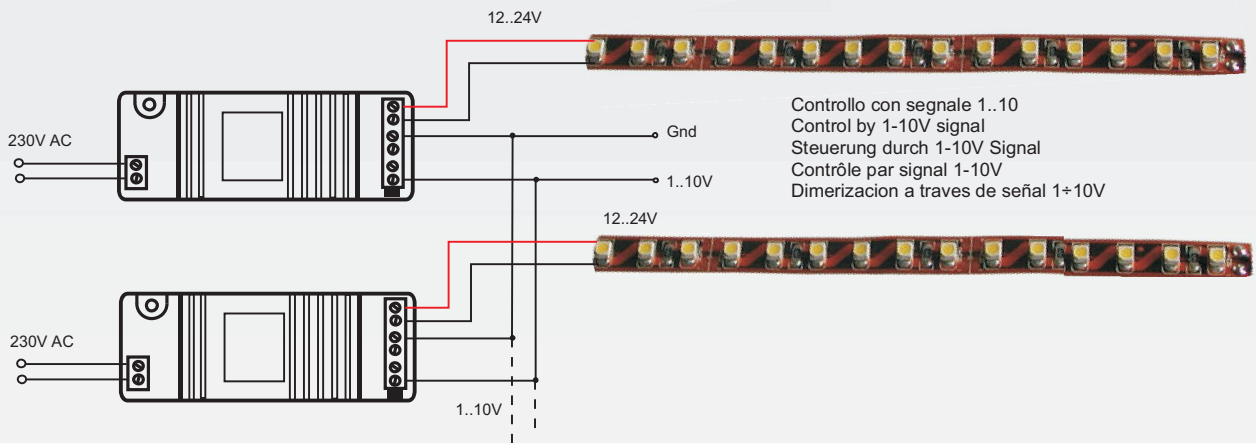 12..24V
230V AC
Gnd
1..10V
Controllo con segnale 1..10
Control by 1-10V signal
Steuerung durch 1-10V Signal
Contrôle par signal 1-10V
Dimerizacion a traves de señal 1÷10V
12..24V
230V AC
1..10V